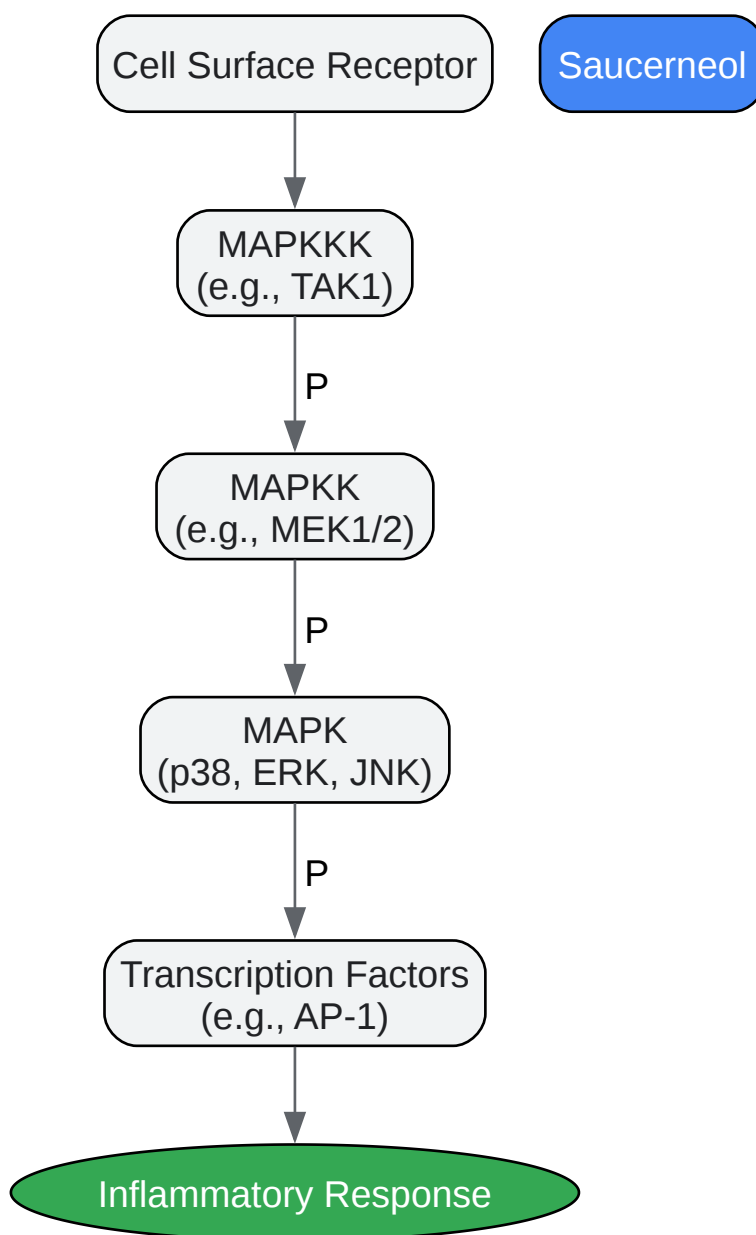 Cell Surface Receptor
Saucerneol
MAPKKK
(e.g., TAK1)
P
MAPKK
(e.g., MEK1/2)
P
MAPK
(p38, ERK, JNK)
P
Transcription Factors
(e.g., AP-1)
Inflammatory Response